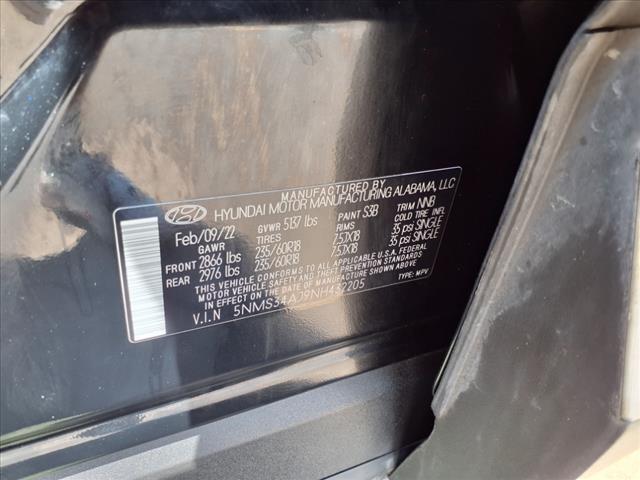 MANUFACTURED BY
HYUNDAI MOTOR MANUFACTURING ALABAMA, LLC
Feb/09/22 GVWR 5137 lbs PAINT S3B TRIM NNB
GAWR TIRES RIMS COLD TIRE INFL
FRONT 2866 lbs 235/60R18 7.5JX18 35 psi SINGLE
REAR 2976 lbs 235/60R18 7.5JX18 35 psi SINGLE
THIS VEHICLE CONFORMS TO ALL APPLICABLE U.S.A. FEDERAL
MOTOR VEHICLE SAFETY AND THEFT PREVENTION STANDARDS
IN EFFECT ON THE DATE OF MANUFACTURE SHOWN ABOVE.
V.I.N 5NMS34AJ9NH432205 TYPE: MPV